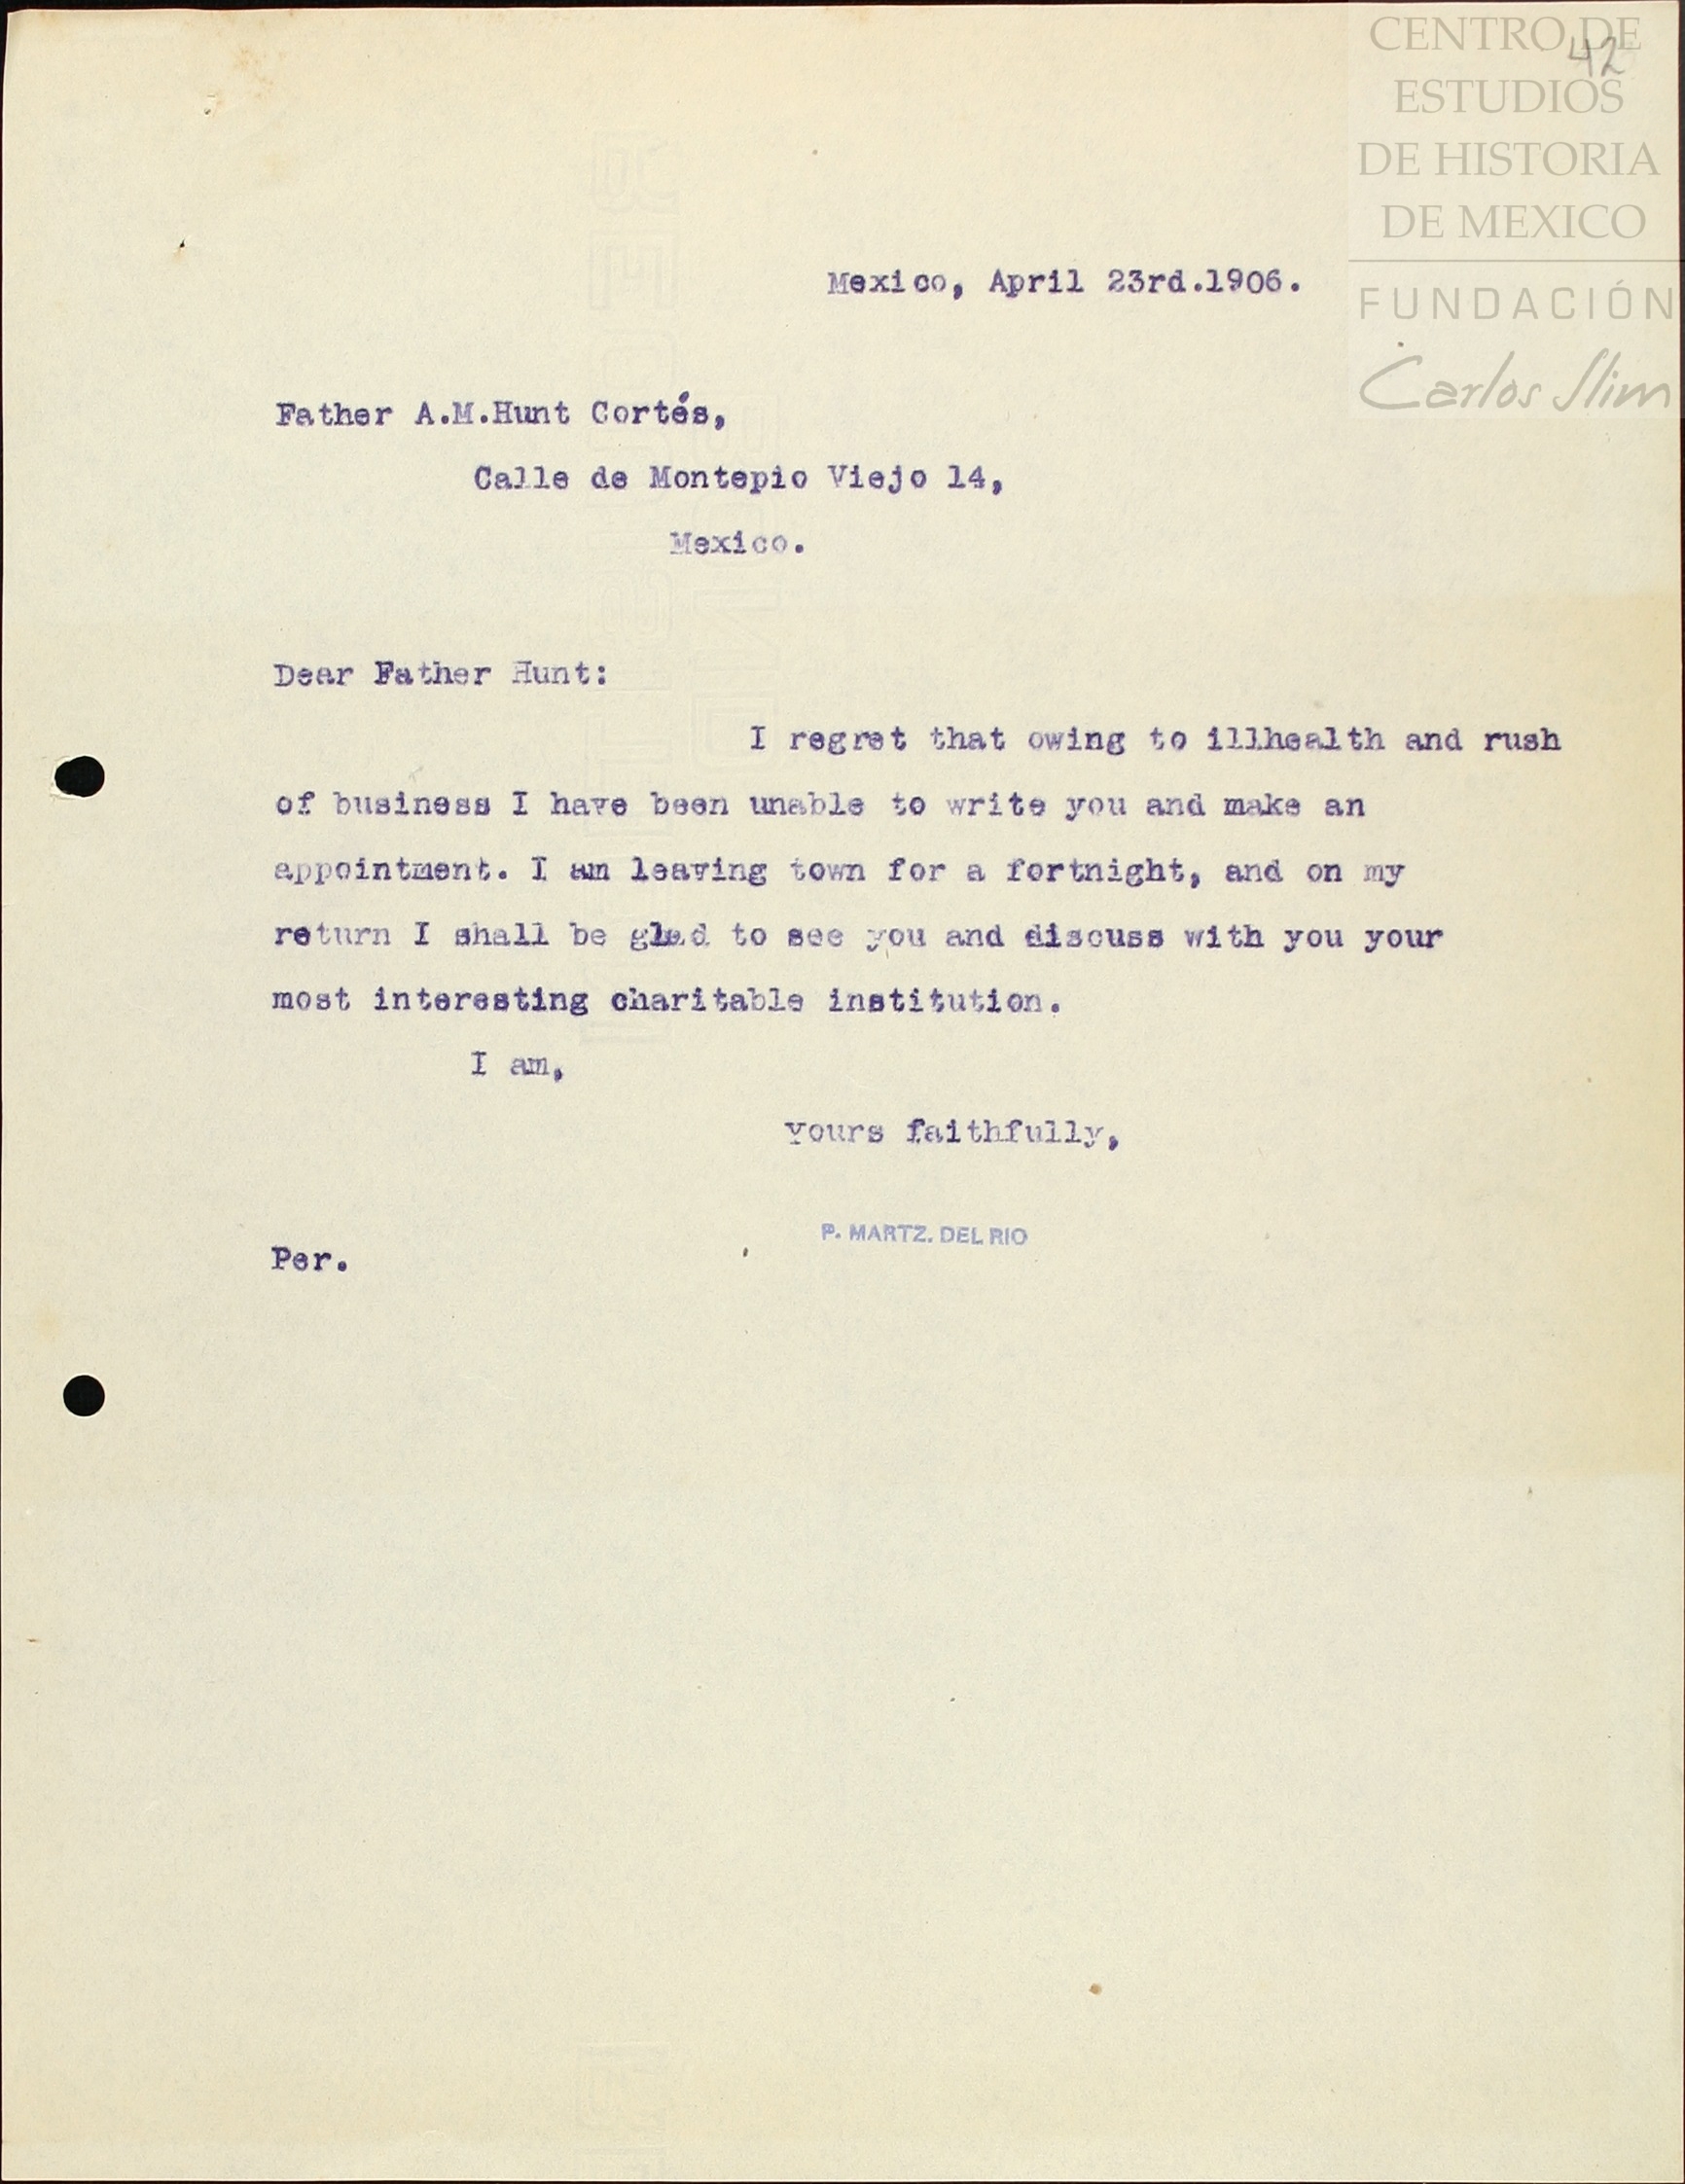 CENTRO DE
42
ESTUDIOS
DE HISTORIA
DE MEXICO
FUNDACIÓN
Carlos Slim
Mexico, April 23rd.1906.
Father A.M.Hunt Cortés,
Calle de Montepio Viejo 14,
Mexico.
Dear Father Hunt:
I regret that owing to illhealth and rush
of business I have been unable to write you and make an
appointment. I am leaving town for a fortnight, and on my
return I shall be glad to see you and discuss with you your
most interesting charitable institution.
I am,
Yours faithfully,
P. MARTZ. DEL RIO
Per.